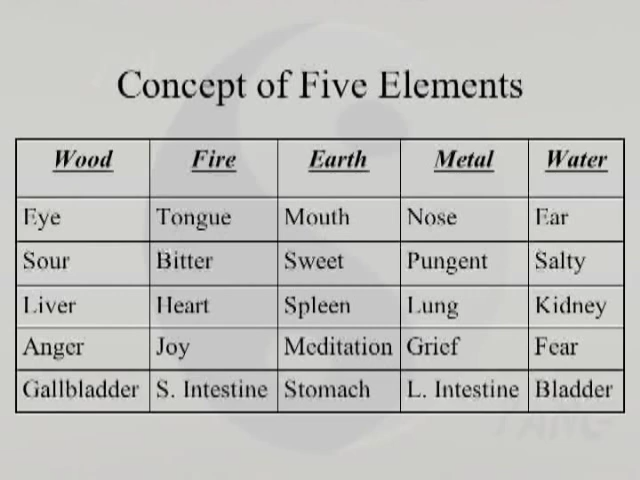 Concept of Five Elements
Wood Fire Earth Metal Water
Eye Tongue Mouth Nose Ear
Sour Bitter Sweet Pungent Salty
Liver Heart Spleen Lung Kidney
Anger Joy Meditation Grief Fear
Gallbladder S. Intestine Stomach L. Intestine Bladder